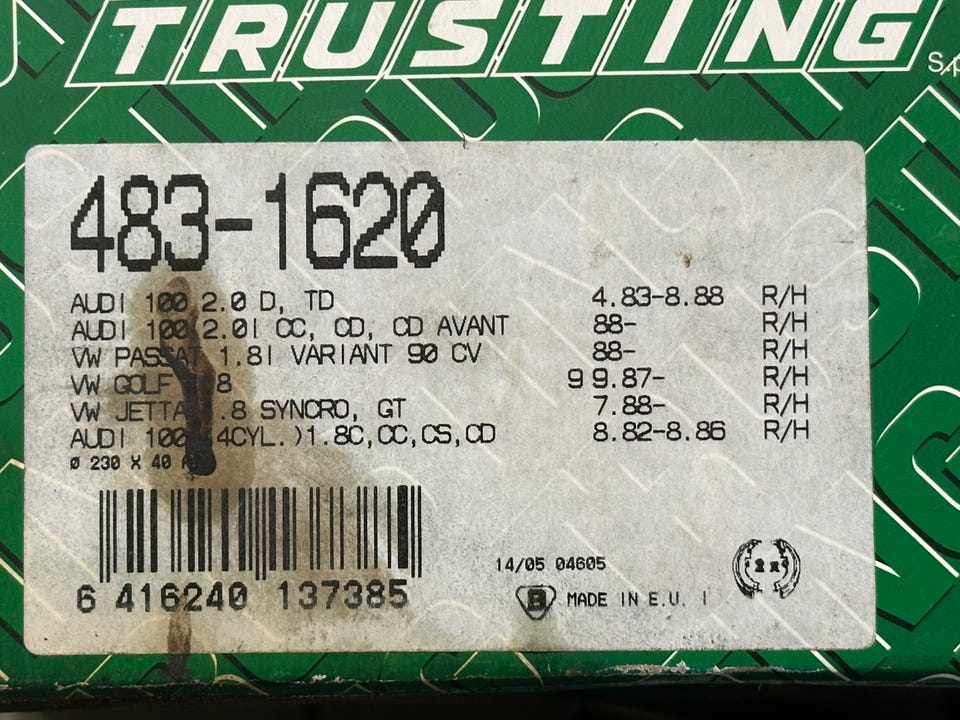 TRUSTING
S.p
483-1620
AUDI 100 2.0 D, TD 4.83-8.88 R/H
AUDI 100 2.0I CC, CD, CD AVANT 88- R/H
VW PASSAT 1.8I VARIANT 90 CV 88- R/H
VW GOLF 8 9 9.87- R/H
VW JETTA .8 SYNCRO, GT 7.88- R/H
AUDI 100 4CYL.)1.8C,CC,CS,CD 8.82-8.86 R/H
Ø 230 X 40
6 416240 137385
14/05 04605
B MADE IN E.U. I
2 x